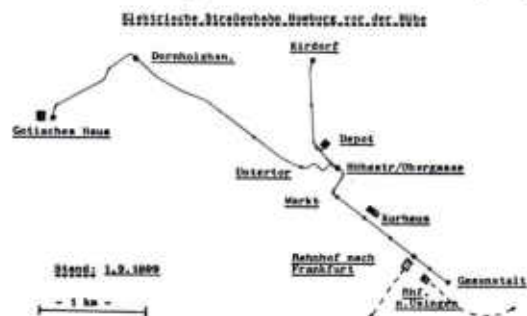 Elektrische Straßenbahn Homburg vor der Höhe
Kirdorf
Dornholzhsn.
Gotisches Haus
Depot
Untertor
Höhestr/Obergasse
Markt
Kurhaus
Bahnhof nach
Frankfurt
Gasanstalt
Bhf.
n.Usingen
Stand: 1.9.1899
- 1 km -